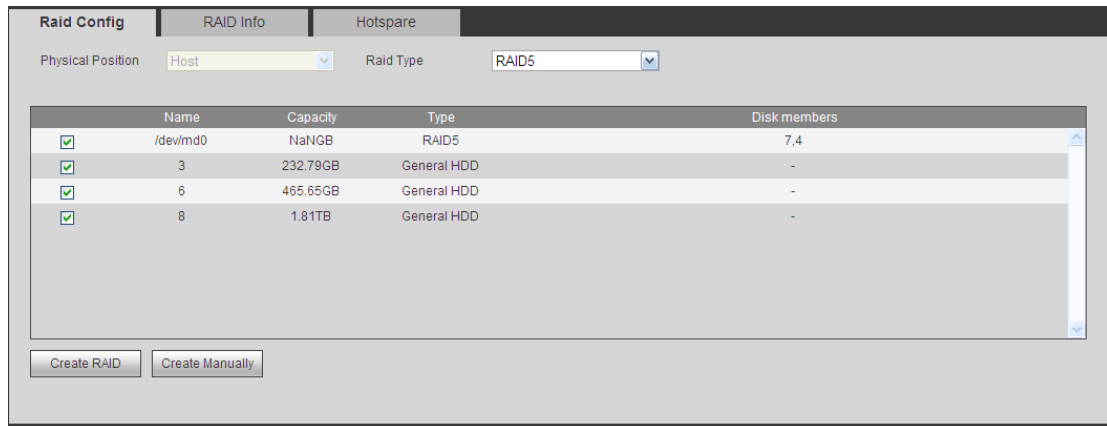 Raid Config RAID Info Hotspare
Physical Position Host Raid Type RAID5
Name Capacity Type Disk members
/dev/md0 NaNGB RAID5 7,4
3 232.79GB General HDD -
6 465.65GB General HDD -
8 1.81TB General HDD -
Create RAID Create Manually